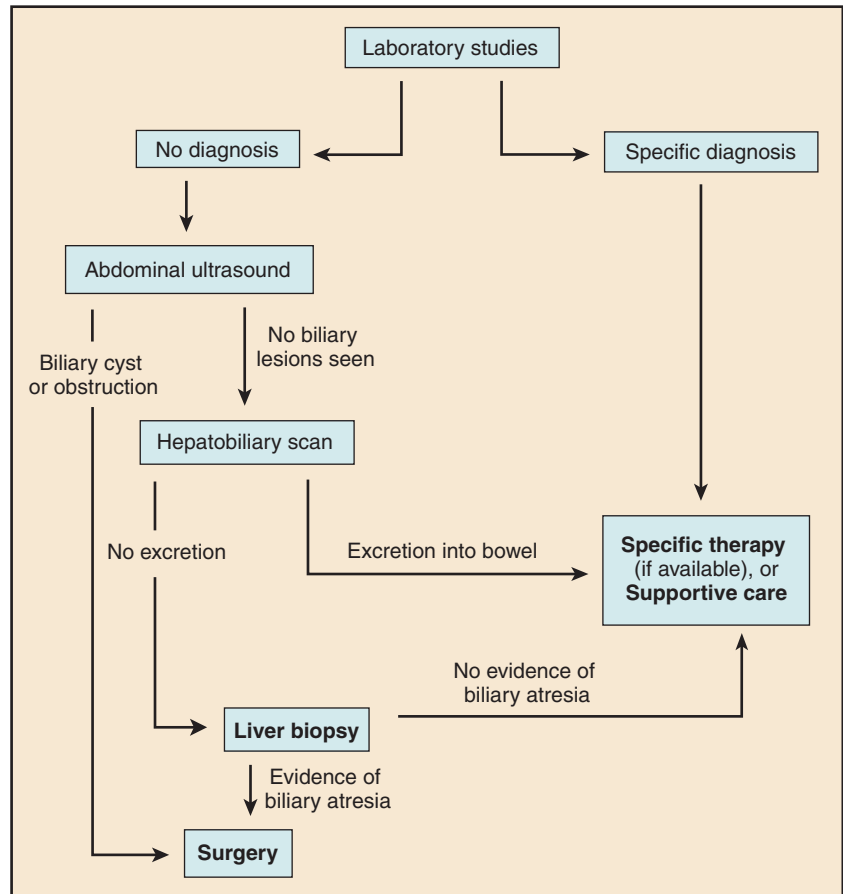 Laboratory studies
No diagnosis
Specific diagnosis
Abdominal ultrasound
No biliary
lesions seen
Biliary cyst
or obstruction
Hepatobiliary scan
No excretion
Excretion into bowel
Specific therapy
(if available), or
Supportive care
No evidence of
biliary atresia
Liver biopsy
Evidence of
biliary atresia
Surgery